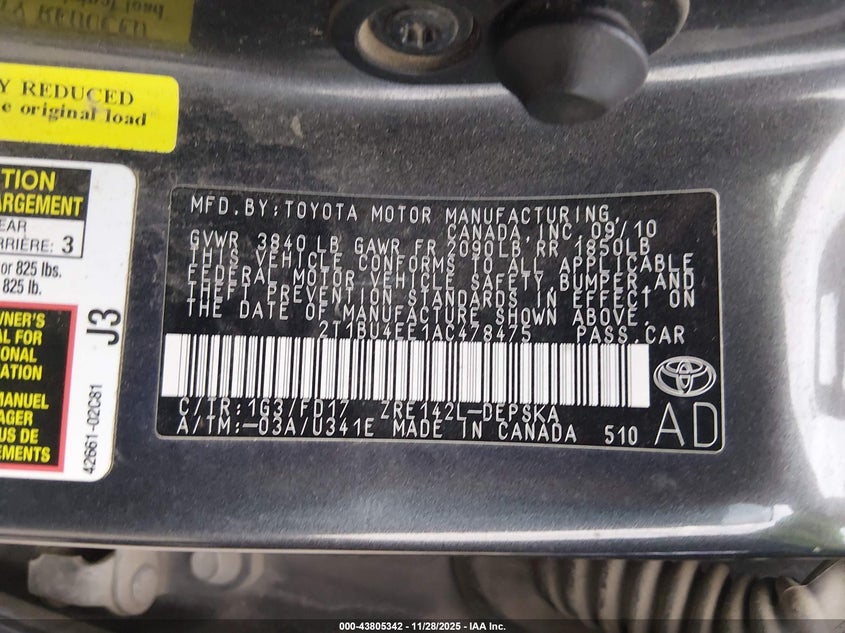 Y REDUCED
e original load
TION
ARGEMENT
EAR
RRIÈRE: 3
or 825 lbs.
825 lb.
WNER'S
AL FOR
IONAL
ATION
MANUEL
AGER
US DE
MENTS
J3
42661-02C81
MFD.BY:TOYOTA MOTOR MANUFACTURING,
CANADA,INC. 09/10
GVWR 3840 LB GAWR FR 2090LB RR 1850LB
THIS VEHICLE CONFORMS TO ALL APPLICABLE
FEDERAL MOTOR VEHICLE SAFETY,BUMPER,AND
THEFT PREVENTION STANDARDS IN EFFECT ON
THE DATE OF MANUFACTURE SHOWN ABOVE.
2T1BU4EE1AC478475 PASS.CAR
C/TR:1G3/FD17 ZRE142L-DEPSKA
A/TM:-03A/U341E MADE IN CANADA 510
AD
000-43805342 | 11/28/2025 - IAA Inc.